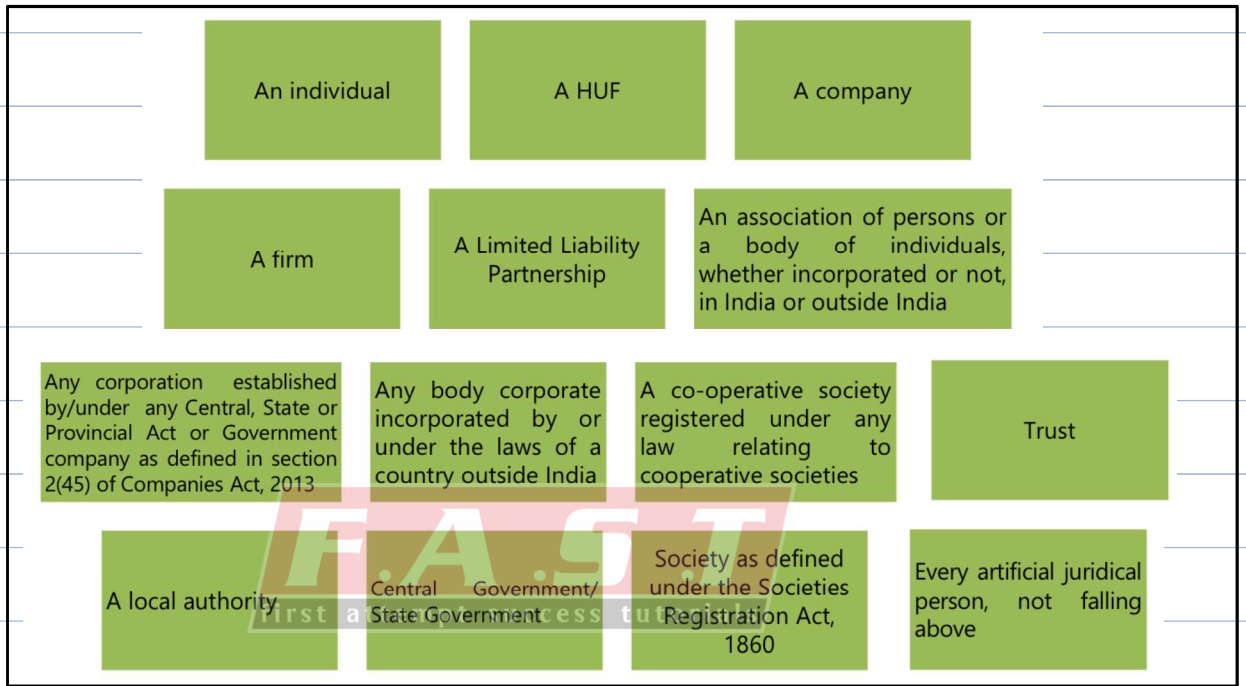 An individual
A HUF
A company
A firm
A Limited Liability
Partnership
An association of persons or
a body of individuals,
whether incorporated or not,
in India or outside India
Any corporation established
by/under any Central, State or
Provincial Act or Government
company as defined in section
2(45) of Companies Act, 2013
Any body corporate
incorporated by or
under the laws of a
country outside India
A co-operative society
registered under any
law relating to
cooperative societies
Trust
F.A.S.T
first attempt success tutorials
A local authority
Central Government/
State Government
Society as defined
under the Societies
Registration Act,
1860
Every artificial juridical
person, not falling
above